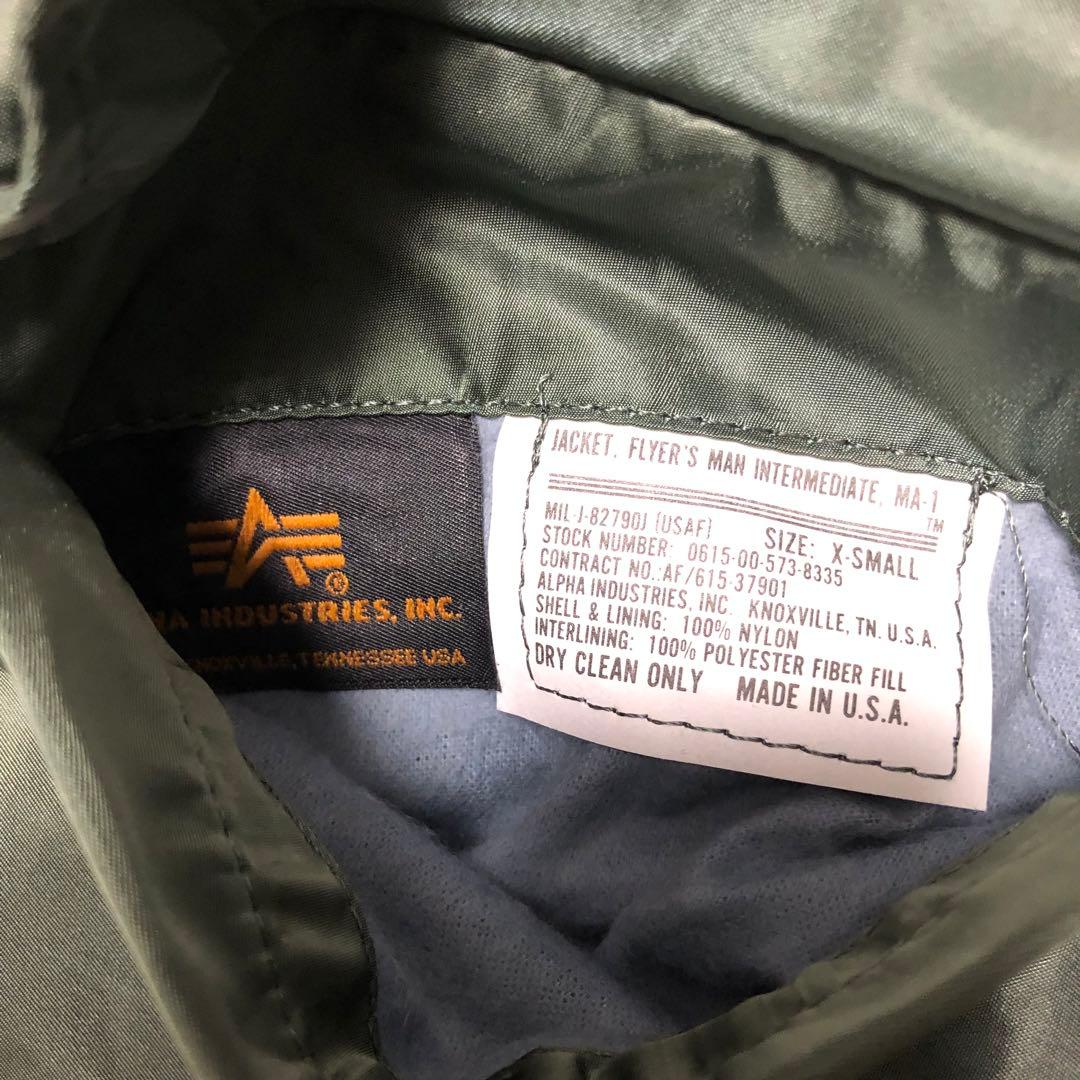 INDUSTRIES, INC.
®
KNOXVILLE, TENNESSEE USA
JACKET, FLYER'S MAN INTERMEDIATE, MA-1
TM
MIL-J-82790J (USAF) SIZE: X-SMALL
STOCK NUMBER: 0615-00-573-8335
CONTRACT NO.:AF/615-37901
ALPHA INDUSTRIES, INC. KNOXVILLE, TN. U.S.A.
SHELL & LINING: 100% NYLON
INTERLINING: 100% POLYESTER FIBER FILL
DRY CLEAN ONLY MADE IN U.S.A.